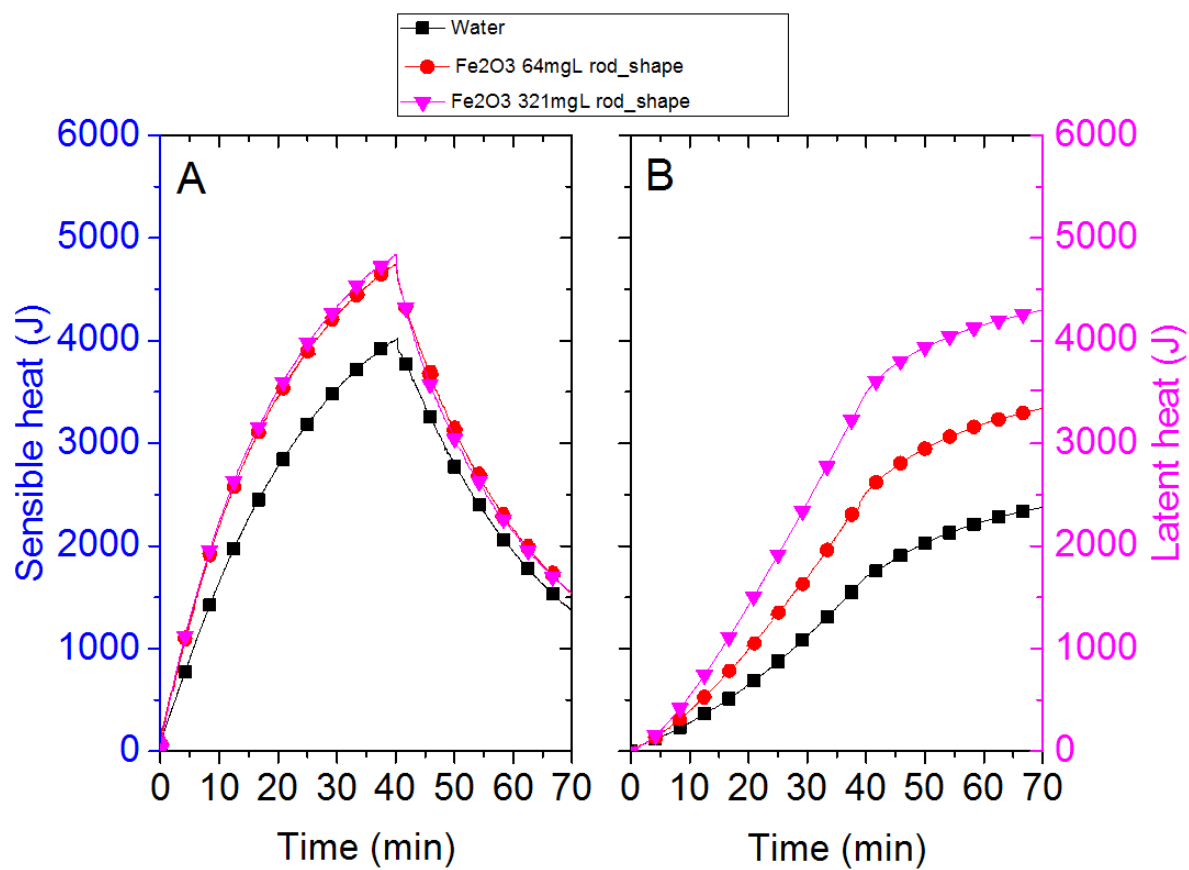 Water
Fe2O3 64mgL rod_shape
Fe2O3 321mgL rod_shape
6000
5000
4000
3000
2000
1000
0
Sensible heat (J)
A
0 10 20 30 40 50 60 70
Time (min)
B
0 10 20 30 40 50 60 70
Time (min)
6000
5000
4000
3000
2000
1000
0
Latent heat (J)